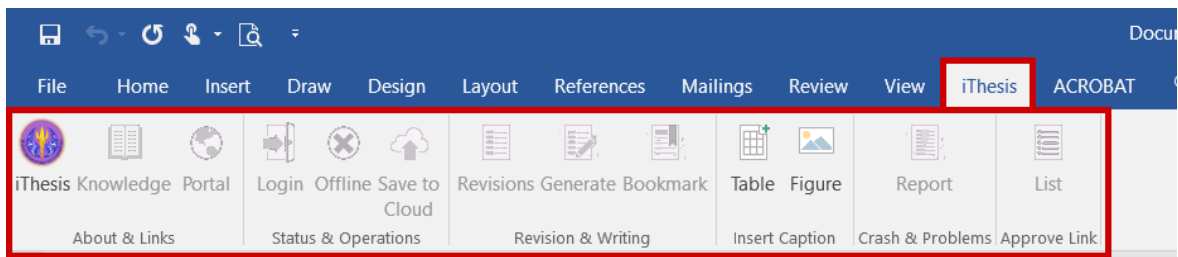 Docum
File Home Insert Draw Design Layout References Mailings Review View iThesis ACROBAT
iThesis Knowledge Portal Login Offline Save to Cloud Revisions Generate Bookmark Table Figure Report List
About & Links Status & Operations Revision & Writing Insert Caption Crash & Problems Approve Link